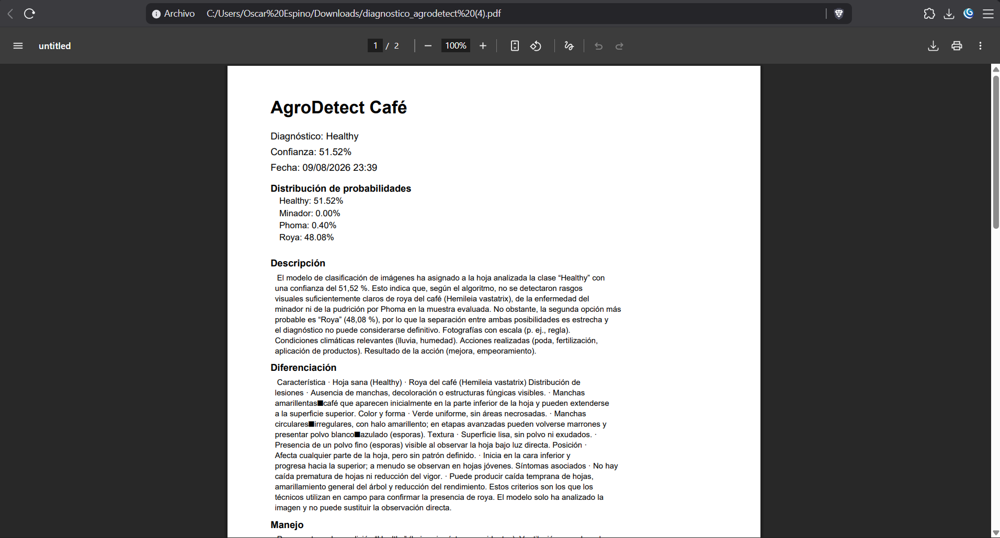 Archivo C:/Users/Oscar%20Espino/Downloads/diagnostico_agrodetect%20(4).pdf
untitled
1 / 2
100%
AgroDetect Café
Diagnóstico: Healthy
Confianza: 51.52%
Fecha: 09/08/2026 23:39
Distribución de probabilidades
Healthy: 51.52%
Minador: 0.00%
Phoma: 0.40%
Roya: 48.08%
Descripción
El modelo de clasificación de imágenes ha asignado a la hoja analizada la clase “Healthy” con
una confianza del 51,52 %. Esto indica que, según el algoritmo, no se detectaron rasgos
visuales suficientemente claros de roya del café (Hemileia vastatrix), de la enfermedad del
minador ni de la pudrición por Phoma en la muestra evaluada. No obstante, la segunda opción más
probable es “Roya” (48,08 %), por lo que la separación entre ambas posibilidades es estrecha y
el diagnóstico no puede considerarse definitivo. Fotografías con escala (p. ej., regla).
Condiciones climáticas relevantes (lluvia, humedad). Acciones realizadas (poda, fertilización,
aplicación de productos). Resultado de la acción (mejora, empeoramiento).
Diferenciación
Característica · Hoja sana (Healthy) · Roya del café (Hemileia vastatrix) Distribución de
lesiones · Ausencia de manchas, decoloración o estructuras fúngicas visibles. · Manchas
amarillentas■café que aparecen inicialmente en la parte inferior de la hoja y pueden extenderse
a la superficie superior. Color y forma · Verde uniforme, sin áreas necrosadas. · Manchas
circulares■irregulares, con halo amarillento; en etapas avanzadas pueden volverse marrones y
presentar polvo blanco■azulado (esporas). Textura · Superficie lisa, sin polvo ni exudados. ·
Presencia de un polvo fino (esporas) visible al observar la hoja bajo luz directa. Posición ·
Afecta cualquier parte de la hoja, pero sin patrón definido. · Inicia en la cara inferior y
progresa hacia la superior; a menudo se observan en hojas jóvenes. Síntomas asociados · No hay
caída prematura de hojas ni reducción del vigor. · Puede producir caída temprana de hojas,
amarillamiento general del árbol y reducción del rendimiento. Estos criterios son los que los
técnicos utilizan en campo para confirmar la presencia de roya. El modelo solo ha analizado la
imagen y no puede sustituir la observación directa.
Manejo